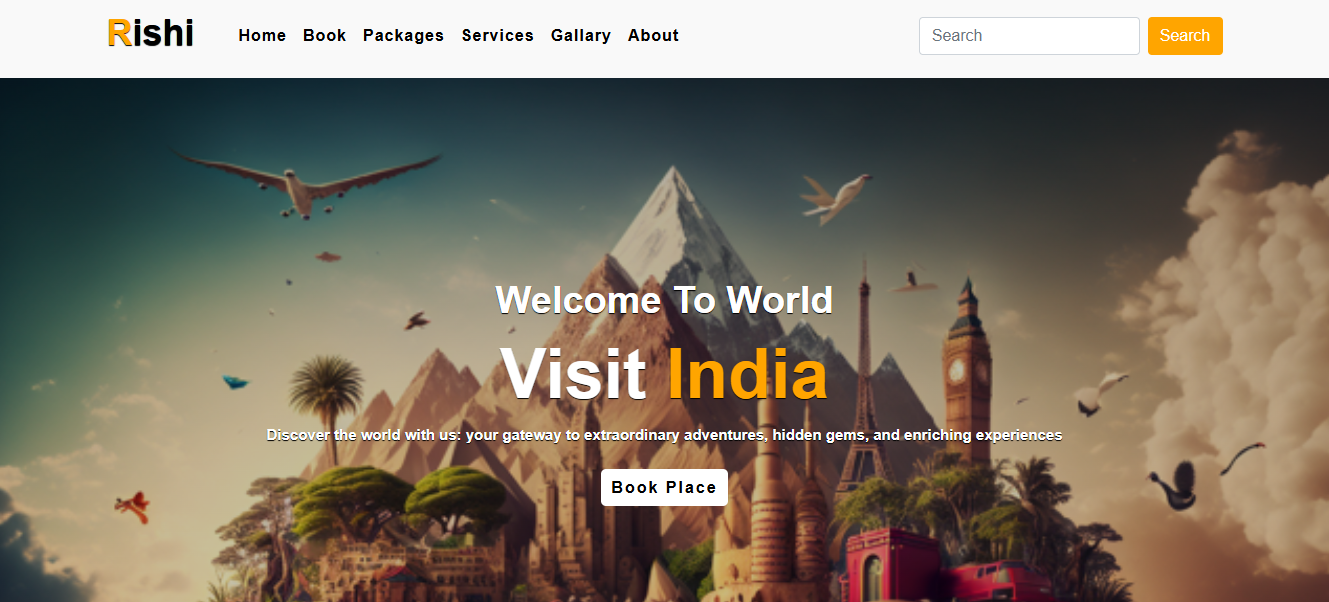 Rishi Home Book Packages Services Gallary About Search Search
Welcome To World
Visit India
Discover the world with us: your gateway to extraordinary adventures, hidden gems, and enriching experiences
Book Place